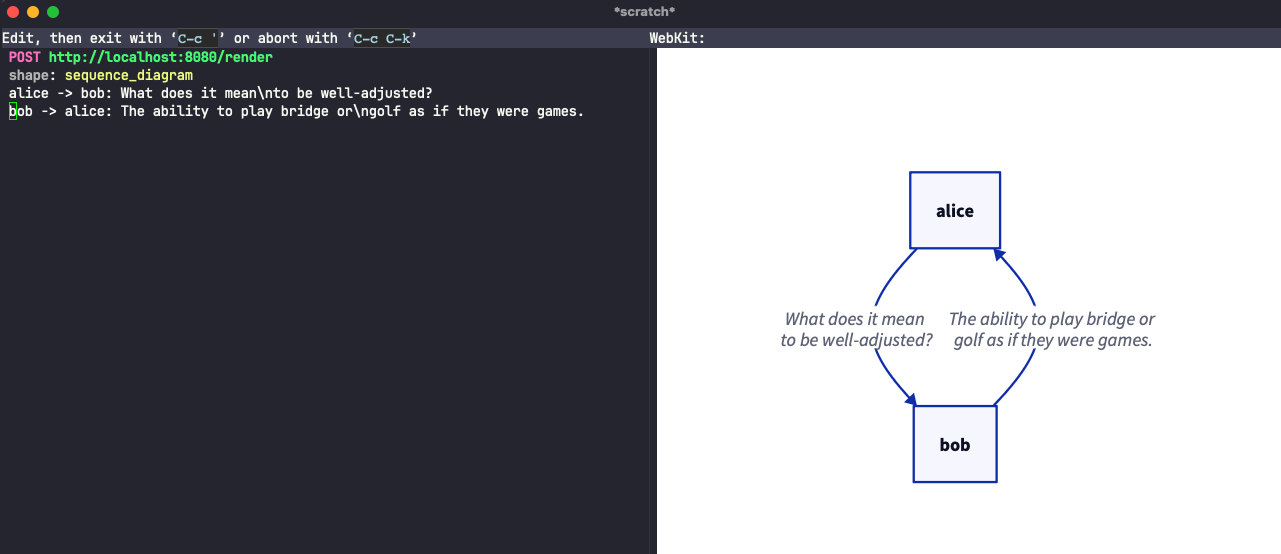 *scratch*
Edit, then exit with ‘C-c '’ or abort with ‘C-c C-k’
WebKit:
POST http://localhost:8080/render
shape: sequence_diagram
alice -> bob: What does it mean\nto be well-adjusted?
bob -> alice: The ability to play bridge or\ngolf as if they were games.
alice
What does it mean
to be well-adjusted?
The ability to play bridge or
golf as if they were games.
bob